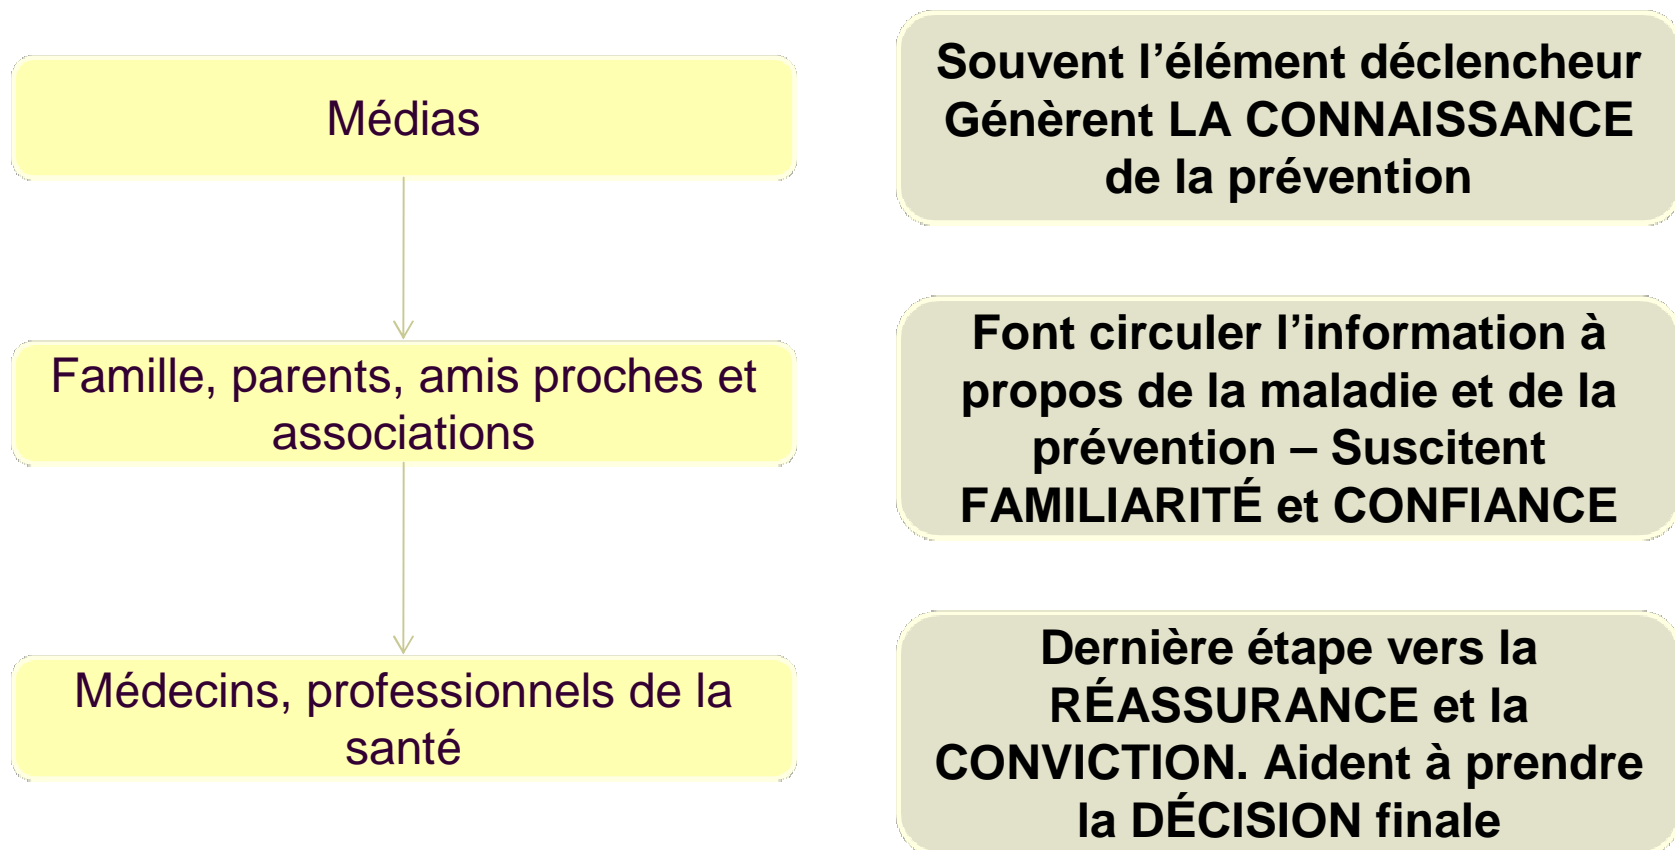 Médias
Souvent l’élément déclencheur
Génèrent LA CONNAISSANCE
de la prévention
Famille, parents, amis proches et
associations
Font circuler l’information à
propos de la maladie et de la
prévention – Suscitent
FAMILIARITÉ et CONFIANCE
Médecins, professionnels de la
santé
Dernière étape vers la
RÉASSURANCE et la
CONVICTION. Aident à prendre
la DÉCISION finale